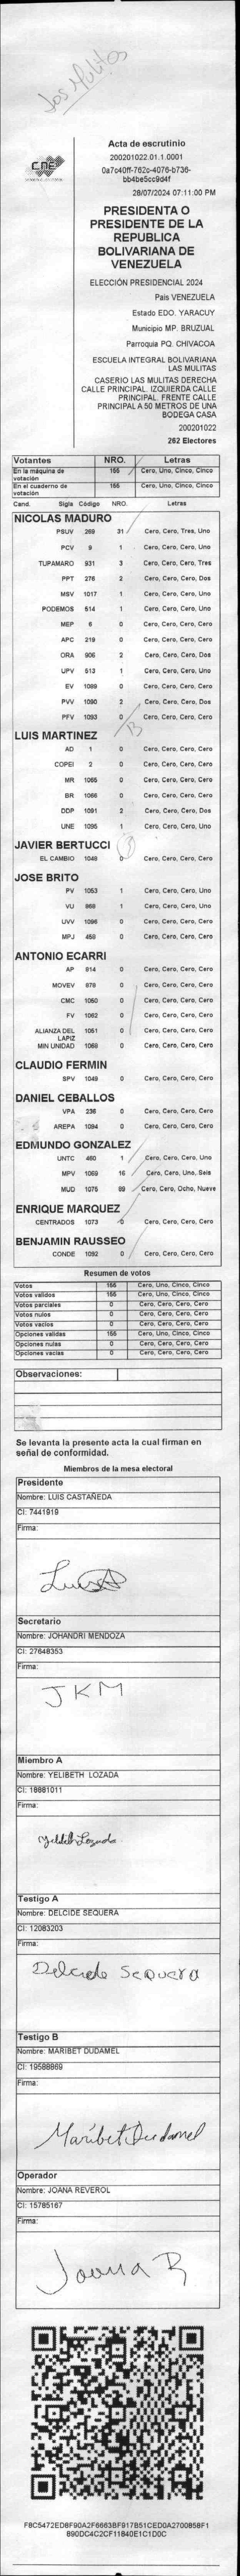 Los Mulitos
CNE
Acta de escrutinio
200201022.01.1.0001
0a7c40ff-762c-4076-b736-
bb4be5cc9d4f
28/07/2024 07:11:00 PM
PRESIDENTA O
PRESIDENTE DE LA
REPUBLICA
BOLIVARIANA DE
VENEZUELA
ELECCIÓN PRESIDENCIAL 2024
Pais VENEZUELA
Estado EDO. YARACUY
Municipio MP. BRUZUAL
Parroquia PQ. CHIVACOA
ESCUELA INTEGRAL BOLIVARIANA
LAS MULITAS
CASERIO LAS MULITAS DERECHA
CALLE PRINCIPAL. IZQUIERDA CALLE
PRINCIPAL. FRENTE CALLE
PRINCIPAL A 50 METROS DE UNA
BODEGA CASA
200201022
262 Electores
Votantes NRO. Letras
En la máquina de votación 155 Cero, Uno, Cinco, Cinco
En el cuaderno de votación 155 Cero, Uno, Cinco, Cinco
Cand. Sigla Código NRO. Letras
NICOLAS MADURO
PSUV 269 31 Cero, Cero, Tres, Uno
PCV 9 1 Cero, Cero, Cero, Uno
TUPAMARO 931 3 Cero, Cero, Cero, Tres
PPT 276 2 Cero, Cero, Cero, Dos
MSV 1017 1 Cero, Cero, Cero, Uno
PODEMOS 514 1 Cero, Cero, Cero, Uno
MEP 6 0 Cero, Cero, Cero, Cero
APC 219 0 Cero, Cero, Cero, Cero
ORA 906 2 Cero, Cero, Cero, Dos
UPV 513 1 Cero, Cero, Cero, Uno
EV 1089 0 Cero, Cero, Cero, Cero
PVV 1090 2 Cero, Cero, Cero, Dos
PFV 1093 0 Cero, Cero, Cero, Cero
LUIS MARTINEZ
AD 1 0 Cero, Cero, Cero, Cero
COPEI 2 0 Cero, Cero, Cero, Cero
MR 1065 0 Cero, Cero, Cero, Cero
BR 1066 0 Cero, Cero, Cero, Cero
DDP 1091 2 Cero, Cero, Cero, Dos
UNE 1095 1 Cero, Cero, Cero, Uno
3
JAVIER BERTUCCI
EL CAMBIO 1048 0 Cero, Cero, Cero, Cero
JOSE BRITO
PV 1053 1 Cero, Cero, Cero, Uno
VU 868 1 Cero, Cero, Cero, Uno
UVV 1096 0 Cero, Cero, Cero, Cero
MPJ 458 0 Cero, Cero, Cero, Cero
ANTONIO ECARRI
AP 914 0 Cero, Cero, Cero, Cero
MOVEV 878 0 Cero, Cero, Cero, Cero
CMC 1050 0 Cero, Cero, Cero, Cero
FV 1062 0 Cero, Cero, Cero, Cero
ALIANZA DEL LAPIZ 1051 0 Cero, Cero, Cero, Cero
MIN UNIDAD 1068 0 Cero, Cero, Cero, Cero
CLAUDIO FERMIN
SPV 1049 0 Cero, Cero, Cero, Cero
DANIEL CEBALLOS
VPA 236 0 Cero, Cero, Cero, Cero
AREPA 1094 0 Cero, Cero, Cero, Cero
EDMUNDO GONZALEZ
UNTC 460 1 Cero, Cero, Cero, Uno
MPV 1069 16 Cero, Cero, Uno, Seis
MUD 1075 89 Cero, Cero, Ocho, Nueve
ENRIQUE MARQUEZ
CENTRADOS 1073 0 Cero, Cero, Cero, Cero
BENJAMIN RAUSSEO
CONDE 1092 0 Cero, Cero, Cero, Cero
Resumen de votos
Votos 155 Cero, Uno, Cinco, Cinco
Votos validos 155 Cero, Uno, Cinco, Cinco
Votos parciales 0 Cero, Cero, Cero, Cero
Votos nulos 0 Cero, Cero, Cero, Cero
Votos vacios 0 Cero, Cero, Cero, Cero
Opciones validas 155 Cero, Uno, Cinco, Cinco
Opciones nulas 0 Cero, Cero, Cero, Cero
Opciones vacias 0 Cero, Cero, Cero, Cero
Observaciones:
Se levanta la presente acta la cual firman en
señal de conformidad.
Miembros de la mesa electoral
Presidente
Nombre: LUIS CASTAÑEDA
CI: 7441919
Firma:
Secretario
Nombre: JOHANDRI MENDOZA
CI: 27648353
Firma:
JKM
Miembro A
Nombre: YELIBETH LOZADA
CI: 18881011
Firma:
Yelibeth Lozada
Testigo A
Nombre: DELCIDE SEQUERA
CI: 12083203
Firma:
Delcide Sequera
Testigo B
Nombre: MARIBET DUDAMEL
CI: 19588869
Firma:
Maribet Dudamel
Operador
Nombre: JOANA REVEROL
CI: 15785167
Firma:
Joana R
F8C5472ED8F90A2F6663BF917B51CED0A2700858F1
890DC4C2CF11840E1C1D0C